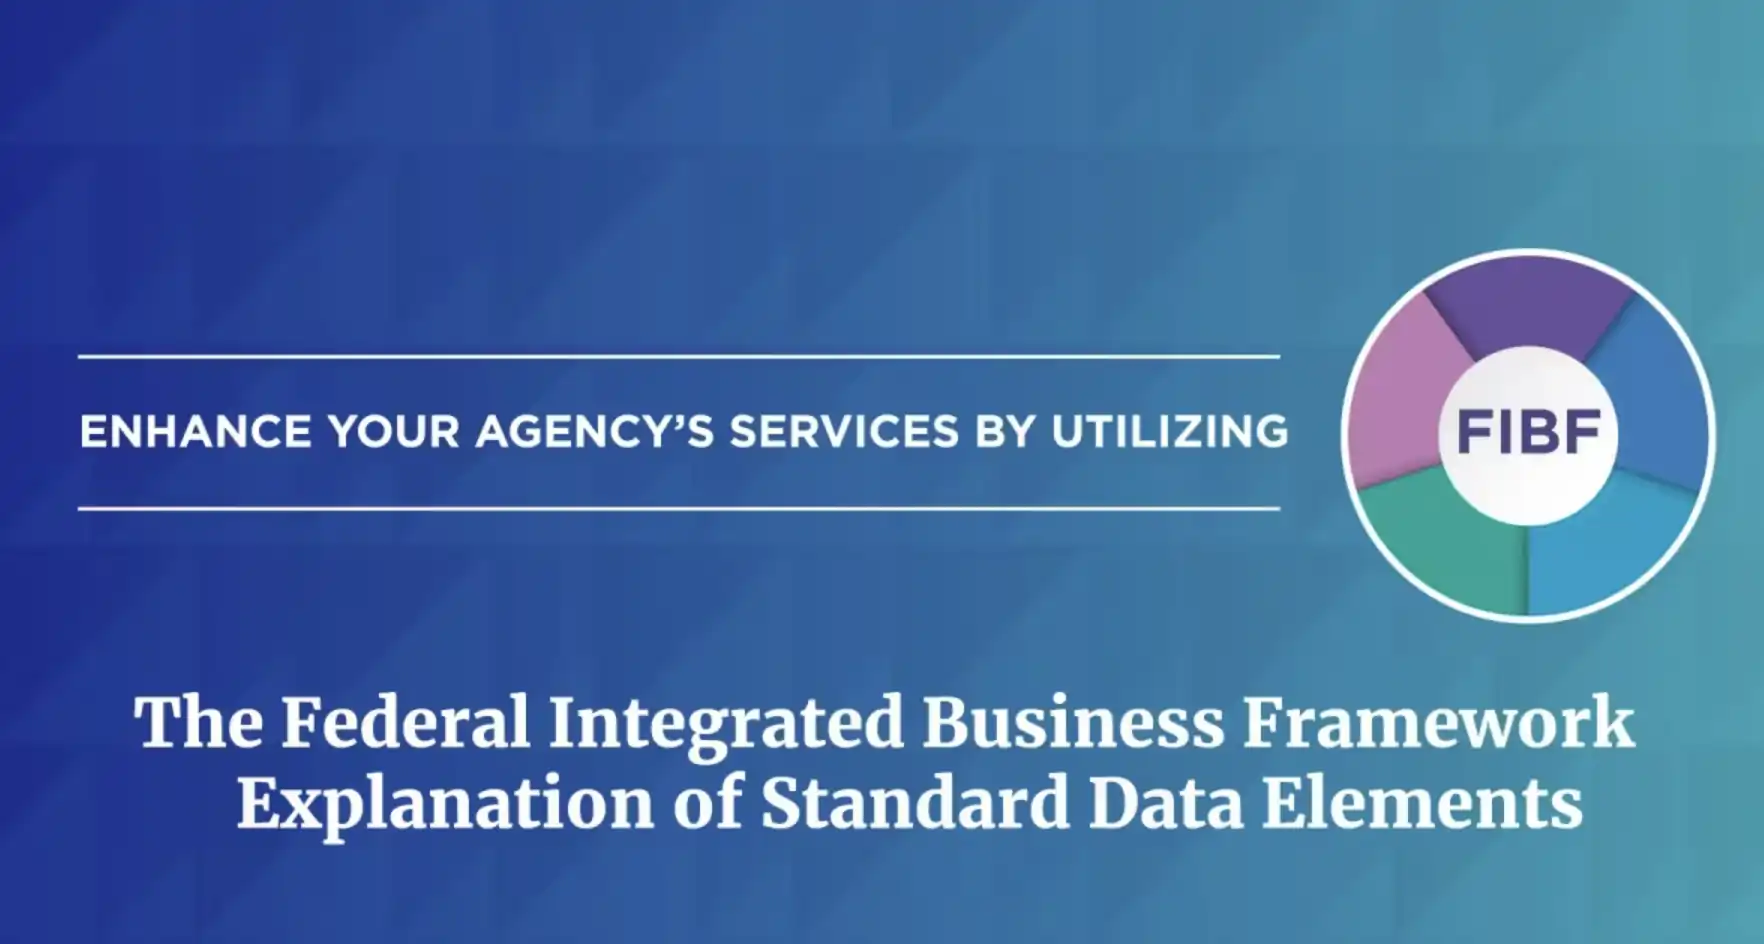 ENHANCE YOUR AGENCY’S SERVICES BY UTILIZING
FIBF
The Federal Integrated Business Framework
Explanation of Standard Data Elements